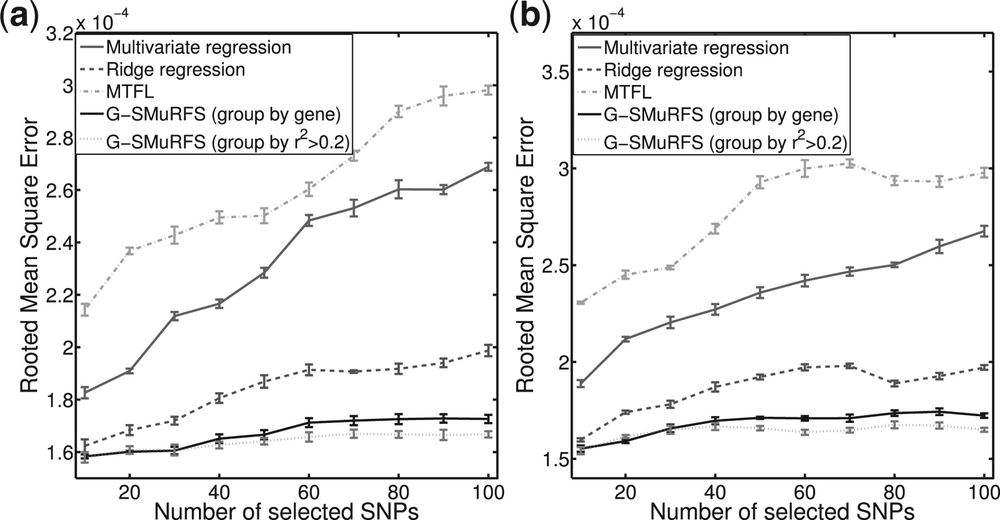 (a)
x 10−4
3.2
3
2.8
2.6
2.4
2.2
2
1.8
1.6
Rooted Mean Square Error
Multivariate regression
Ridge regression
MTFL
G−SMuRFS (group by gene)
G−SMuRFS (group by r2>0.2)
20 40 60 80 100
Number of selected SNPs
(b)
x 10−4
3.5
3
2.5
2
1.5
Rooted Mean Square Error
Multivariate regression
Ridge regression
MTFL
G−SMuRFS (group by gene)
G−SMuRFS (group by r2>0.2)
20 40 60 80 100
Number of selected SNPs